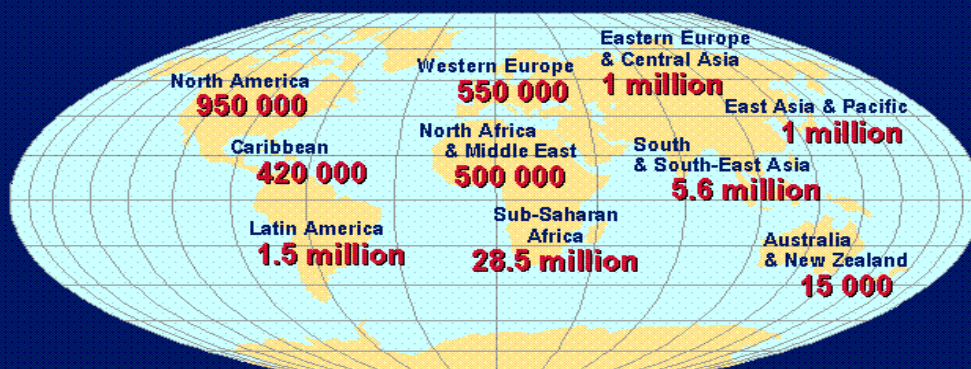 North America
950 000
Caribbean
420 000
Latin America
1.5 million
Western Europe
550 000
North Africa
& Middle East
500 000
Sub-Saharan
Africa
28.5 million
Eastern Europe
& Central Asia
1 million
East Asia & Pacific
1 million
South
& South-East Asia
5.6 million
Australia
& New Zealand
15 000